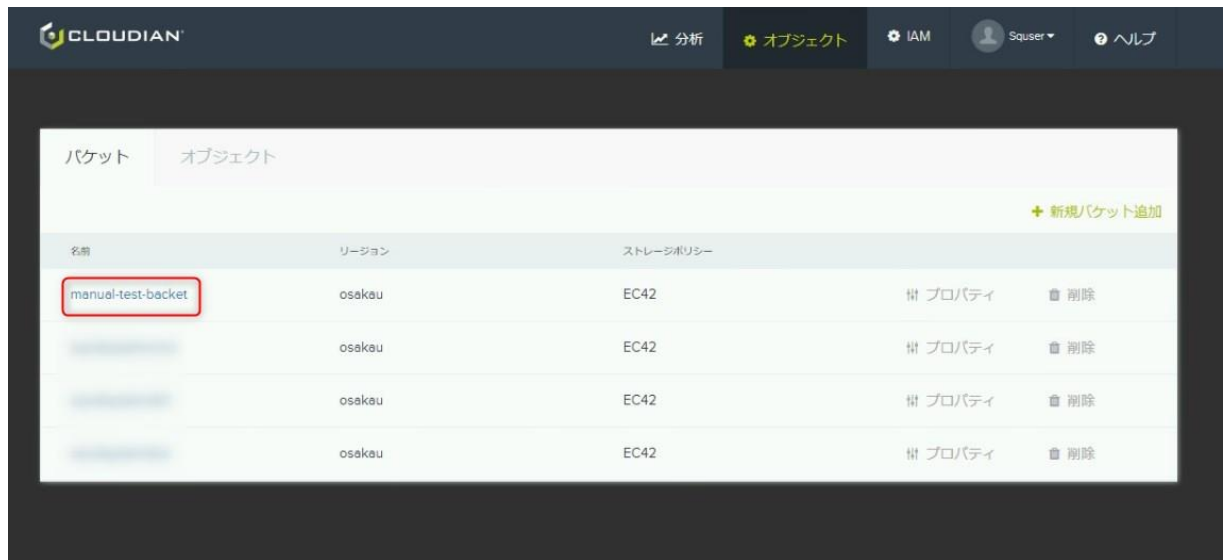 CLOUDIAN
分析 オブジェクト IAM Squser ヘルプ
バケット オブジェクト
+ 新規バケット追加
名前 リージョン ストレージポリシー
manual-test-backet osakau EC42 プロパティ 削除
osakau EC42 プロパティ 削除
osakau EC42 プロパティ 削除
osakau EC42 プロパティ 削除